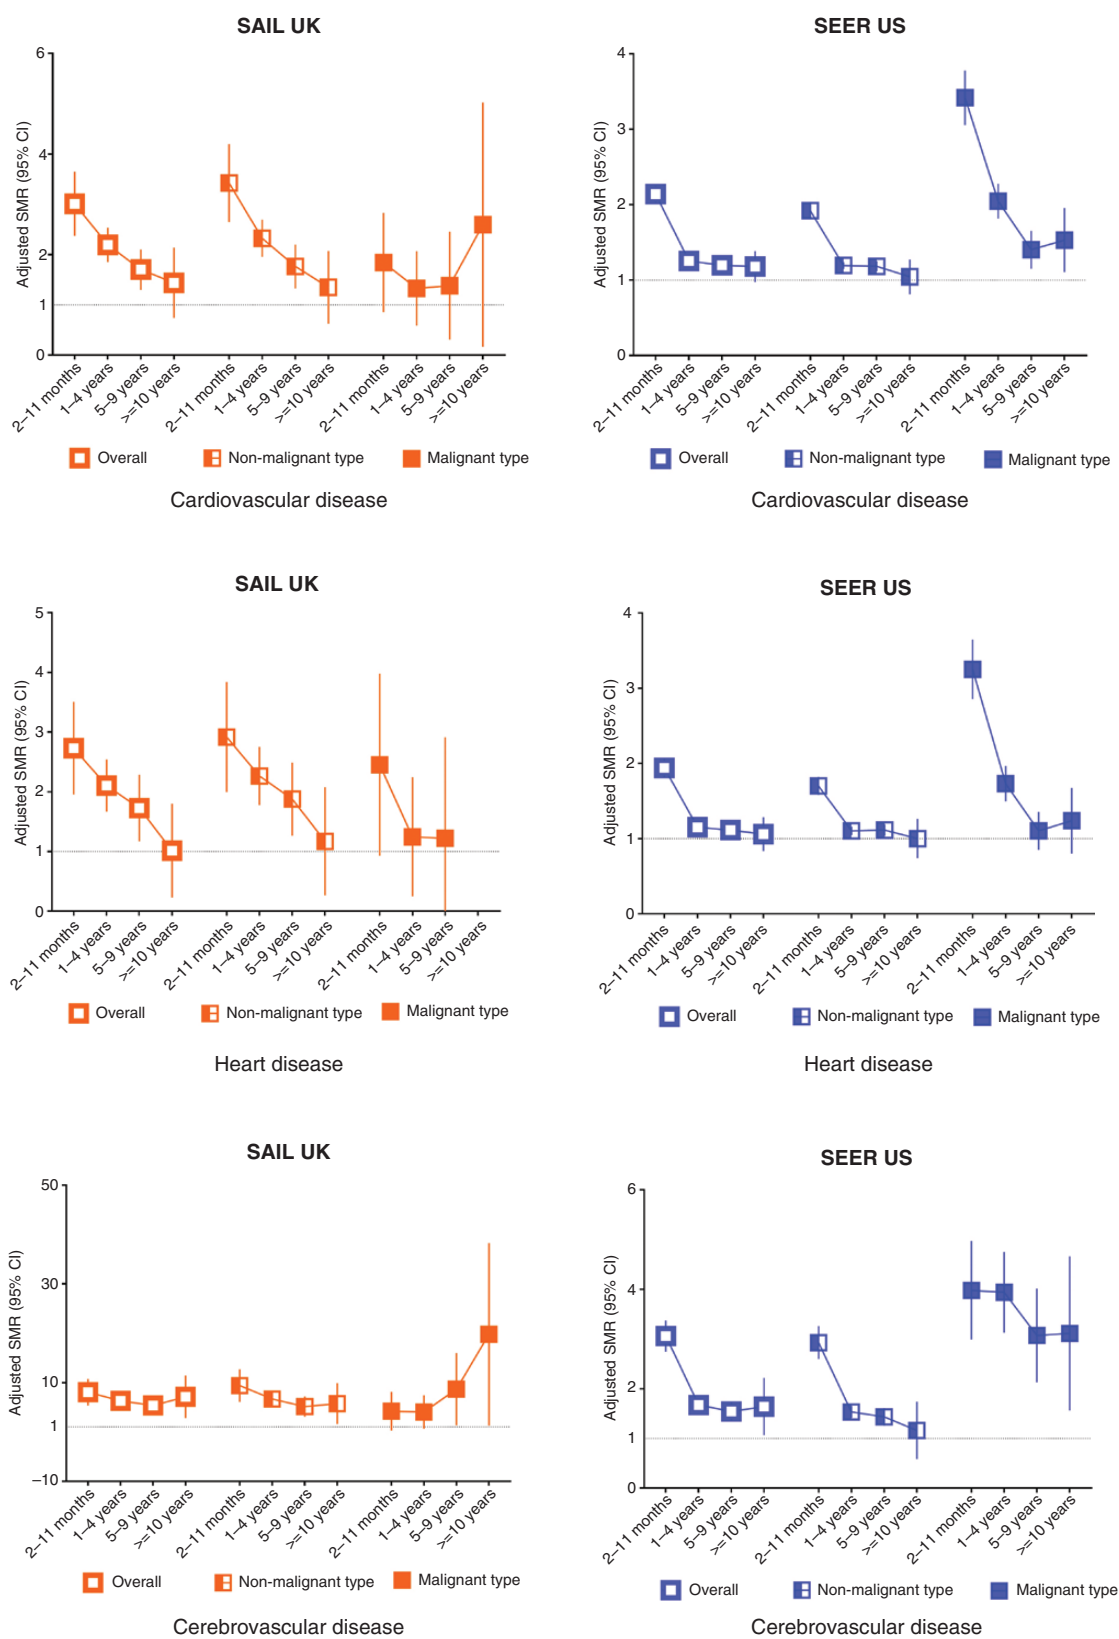 SAIL UK
Adjusted SMR (95% CI)
6
4
2
1
0
2–11 months
1–4 years
5–9 years
>=10 years
2–11 months
1–4 years
5–9 years
>=10 years
2–11 months
1–4 years
5–9 years
>=10 years
Overall
Non-malignant type
Malignant type
Cardiovascular disease
SEER US
Adjusted SMR (95% CI)
4
3
2
1
0
2–11 months
1–4 years
5–9 years
>=10 years
2–11 months
1–4 years
5–9 years
>=10 years
2–11 months
1–4 years
5–9 years
>=10 years
Overall
Non-malignant type
Malignant type
Cardiovascular disease
SAIL UK
Adjusted SMR (95% CI)
5
4
3
2
1
0
2–11 months
1–4 years
5–9 years
>=10 years
2–11 months
1–4 years
5–9 years
>=10 years
2–11 months
1–4 years
5–9 years
>=10 years
Overall
Non-malignant type
Malignant type
Heart disease
SEER US
Adjusted SMR (95% CI)
4
3
2
1
0
2–11 months
1–4 years
5–9 years
>=10 years
2–11 months
1–4 years
5–9 years
>=10 years
2–11 months
1–4 years
5–9 years
>=10 years
Overall
Non-malignant type
Malignant type
Heart disease
SAIL UK
Adjusted SMR (95% CI)
50
30
10
1
–10
2–11 months
1–4 years
5–9 years
>=10 years
2–11 months
1–4 years
5–9 years
>=10 years
2–11 months
1–4 years
5–9 years
>=10 years
Overall
Non-malignant type
Malignant type
Cerebrovascular disease
SEER US
Adjusted SMR (95% CI)
6
4
2
1
0
2–11 months
1–4 years
5–9 years
>=10 years
2–11 months
1–4 years
5–9 years
>=10 years
2–11 months
1–4 years
5–9 years
>=10 years
Overall
Non-malignant type
Malignant type
Cerebrovascular disease